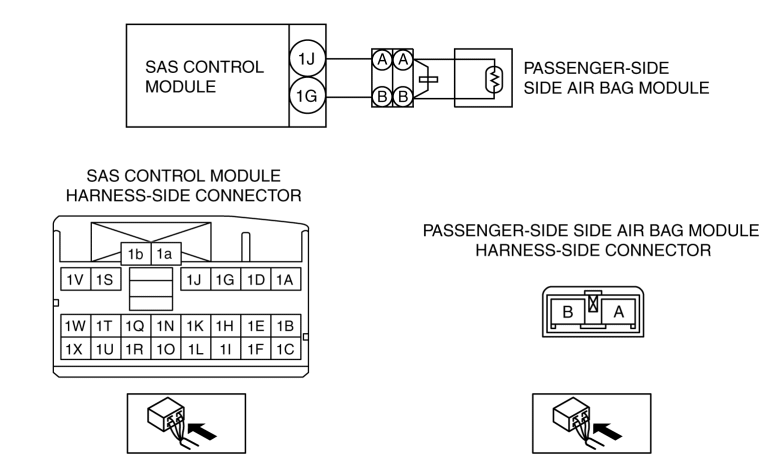 SAS CONTROL
MODULE
1J
1G
A A
B B
PASSENGER-SIDE
SIDE AIR BAG MODULE
SAS CONTROL MODULE
HARNESS-SIDE CONNECTOR
1b 1a
1V 1S 1J 1G 1D 1A
1W 1T 1Q 1N 1K 1H 1E 1B
1X 1U 1R 1O 1L 1I 1F 1C
PASSENGER-SIDE SIDE AIR BAG MODULE
HARNESS-SIDE CONNECTOR
B A